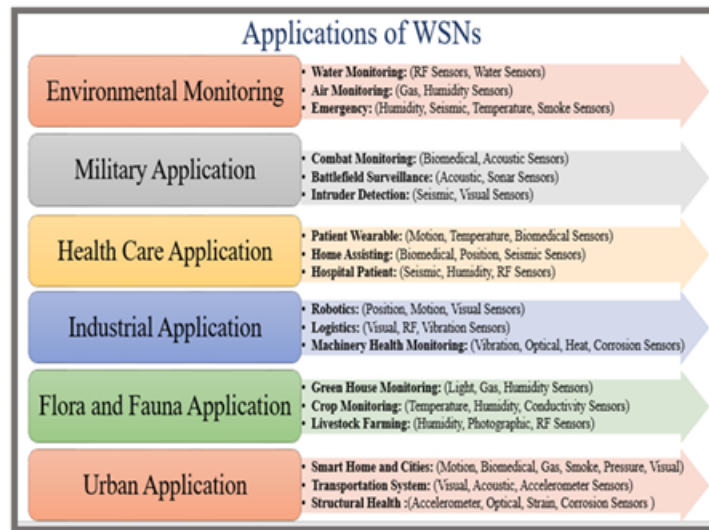 Applications of WSNs
Environmental Monitoring
• Water Monitoring: (RF Sensors, Water Sensors)
• Air Monitoring: (Gas, Humidity Sensors)
• Emergency: (Humidity, Seismic, Temperature, Smoke Sensors)
Military Application
• Combat Monitoring: (Biomedical, Acoustic Sensors)
• Battlefield Surveillance: (Acoustic, Sonar Sensors)
• Intruder Detection: (Seismic, Visual Sensors)
Health Care Application
• Patient Wearable: (Motion, Temperature, Biomedical Sensors)
• Home Assisting: (Biomedical, Position, Seismic Sensors)
• Hospital Patient: (Seismic, Humidity, RF Sensors)
Industrial Application
• Robotics: (Position, Motion, Visual Sensors)
• Logistics: (Visual, RF, Vibration Sensors)
• Machinery Health Monitoring: (Vibration, Optical, Heat, Corrosion Sensors)
Flora and Fauna Application
• Green House Monitoring: (Light, Gas, Humidity Sensors)
• Crop Monitoring: (Temperature, Humidity, Conductivity Sensors)
• Livestock Farming: (Humidity, Photographic, RF Sensors)
Urban Application
• Smart Home and Cities: (Motion, Biomedical, Gas, Smoke, Pressure, Visual)
• Transportation System: (Visual, Acoustic, Accelerometer Sensors)
• Structural Health :(Accelerometer, Optical, Strain, Corrosion Sensors )